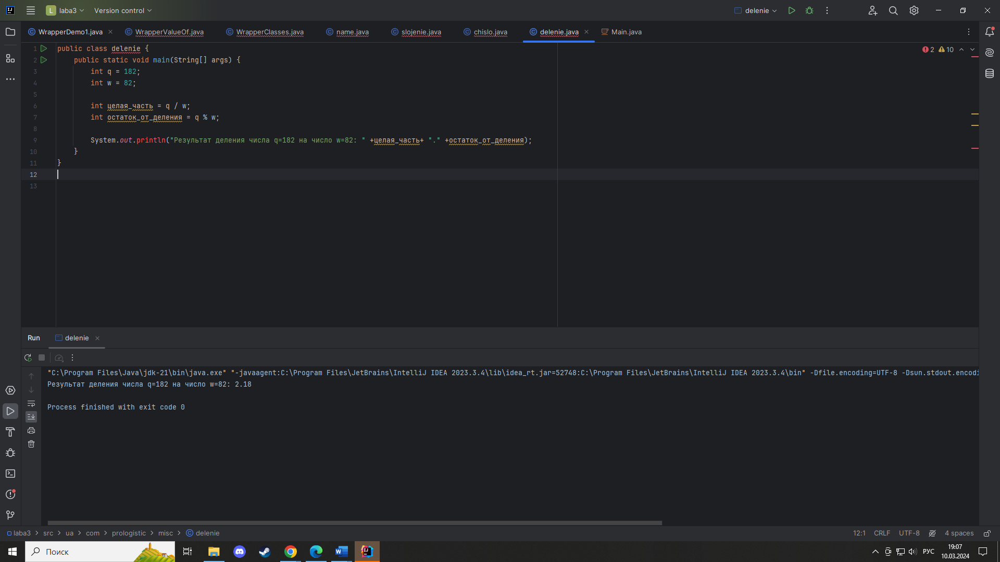 L laba3 Version control delenie
WrapperDemo1.java WrapperValueOf.java WrapperClasses.java name.java slojenie.java chislo.java delenie.java Main.java
1 public class delenie { 2 10
2 public static void main(String[] args) {
3 int q = 182;
4 int w = 82;
5
6 int целая_часть = q / w;
7 int остаток_от_деления = q % w;
8
9 System.out.println("Результат деления числа q=182 на число w=82: " +целая_часть+ "." +остаток_от_деления);
10 }
11 }
12
13
Run delenie
"C:\Program Files\Java\jdk-21\bin\java.exe" "-javaagent:C:\Program Files\JetBrains\IntelliJ IDEA 2023.3.4\lib\idea_rt.jar=52748:C:\Program Files\JetBrains\IntelliJ IDEA 2023.3.4\bin" -Dfile.encoding=UTF-8 -Dsun.stdout.encodi
Результат деления числа q=182 на число w=82: 2.18
Process finished with exit code 0
laba3 > src > ua > com > prologistic > misc > delenie 12:1 CRLF UTF-8 4 spaces
Поиск РУС 19:07
10.03.2024